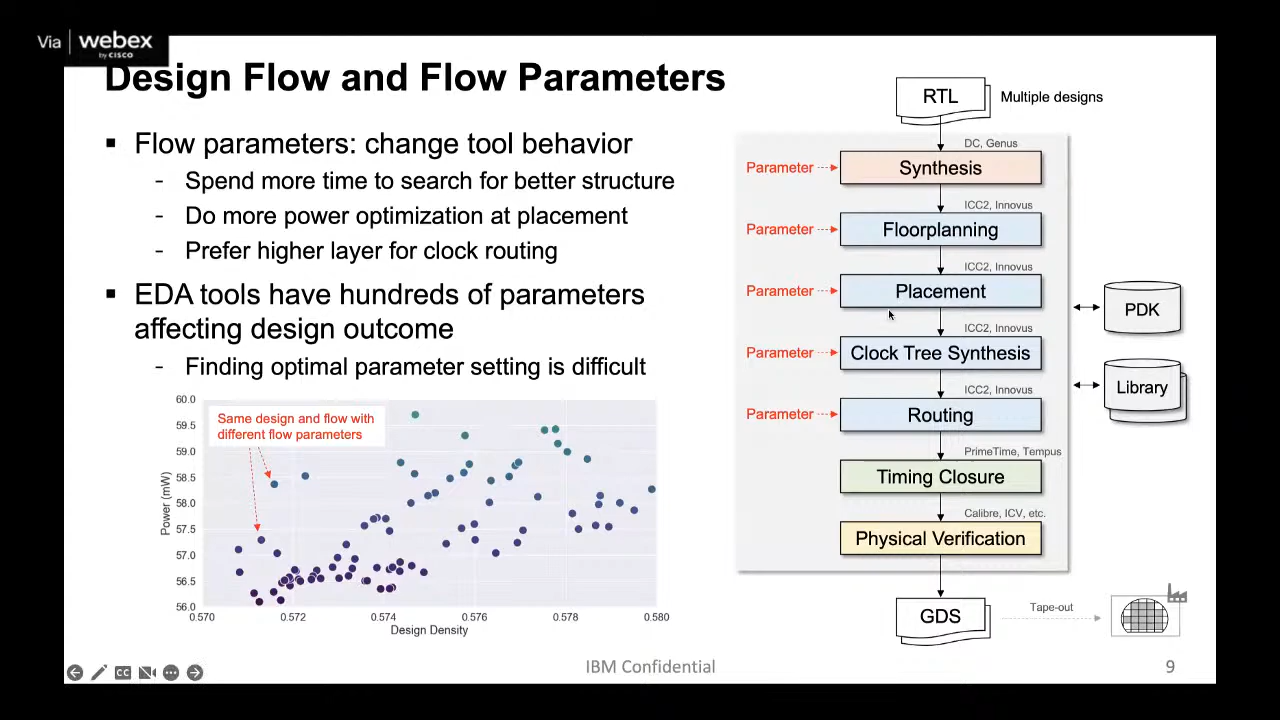 Via webex
by CISCO
Design Flow and Flow Parameters
▪ Flow parameters: change tool behavior
- Spend more time to search for better structure
- Do more power optimization at placement
- Prefer higher layer for clock routing
▪ EDA tools have hundreds of parameters
affecting design outcome
- Finding optimal parameter setting is difficult
Same design and flow with
different flow parameters
Power (mW)
60.0
59.5
59.0
58.5
58.0
57.5
57.0
56.5
56.0
0.570 0.572 0.574 0.576 0.578 0.580
Design Density
RTL
Multiple designs
DC, Genus
Parameter Synthesis
ICC2, Innovus
Parameter Floorplanning
ICC2, Innovus
Parameter Placement
ICC2, Innovus
Parameter Clock Tree Synthesis
ICC2, Innovus
Parameter Routing
PrimeTime, Tempus
Timing Closure
Calibre, ICV, etc.
Physical Verification
GDS
Tape-out
PDK
Library
CC
IBM Confidential
9